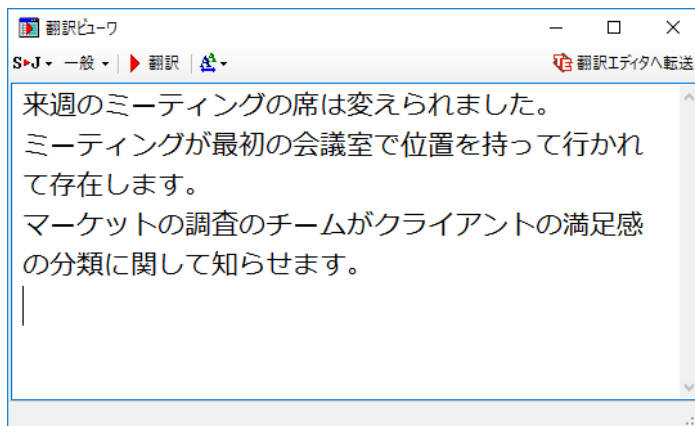 翻訳ビューワ
S▶J 一般 翻訳 翻訳エディタへ転送
来週のミーティングの席は変えられました。
ミーティングが最初の会議室で位置を持って行かれ
て存在します。
マーケットの調査のチームがクライアントの満足感
の分類に関して知らせます。